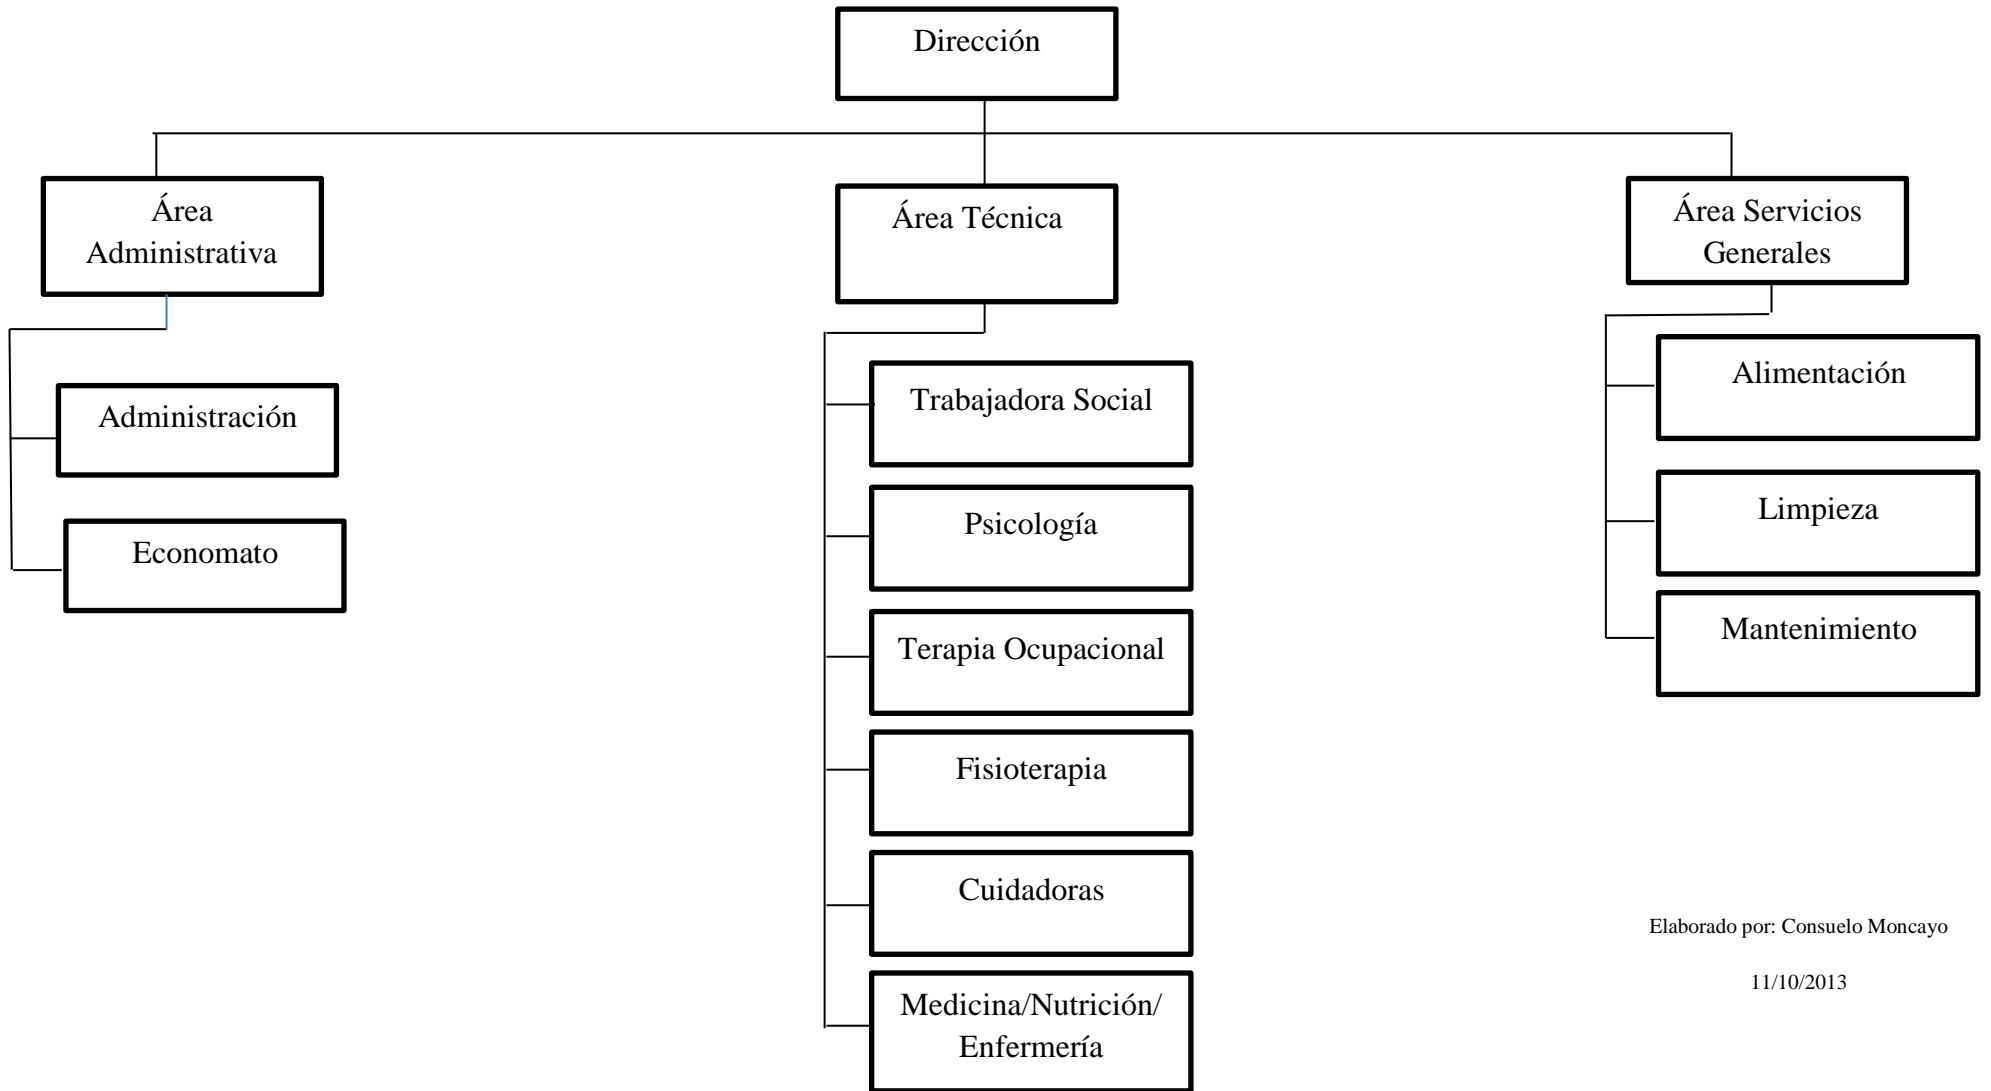 Dirección
Área
Administrativa
Área Técnica
Área Servicios
Generales
Administración
Economato
Trabajadora Social
Psicología
Terapia Ocupacional
Fisioterapia
Cuidadoras
Medicina/Nutrición/
Enfermería
Alimentación
Limpieza
Mantenimiento
Elaborado por: Consuelo Moncayo
11/10/2013